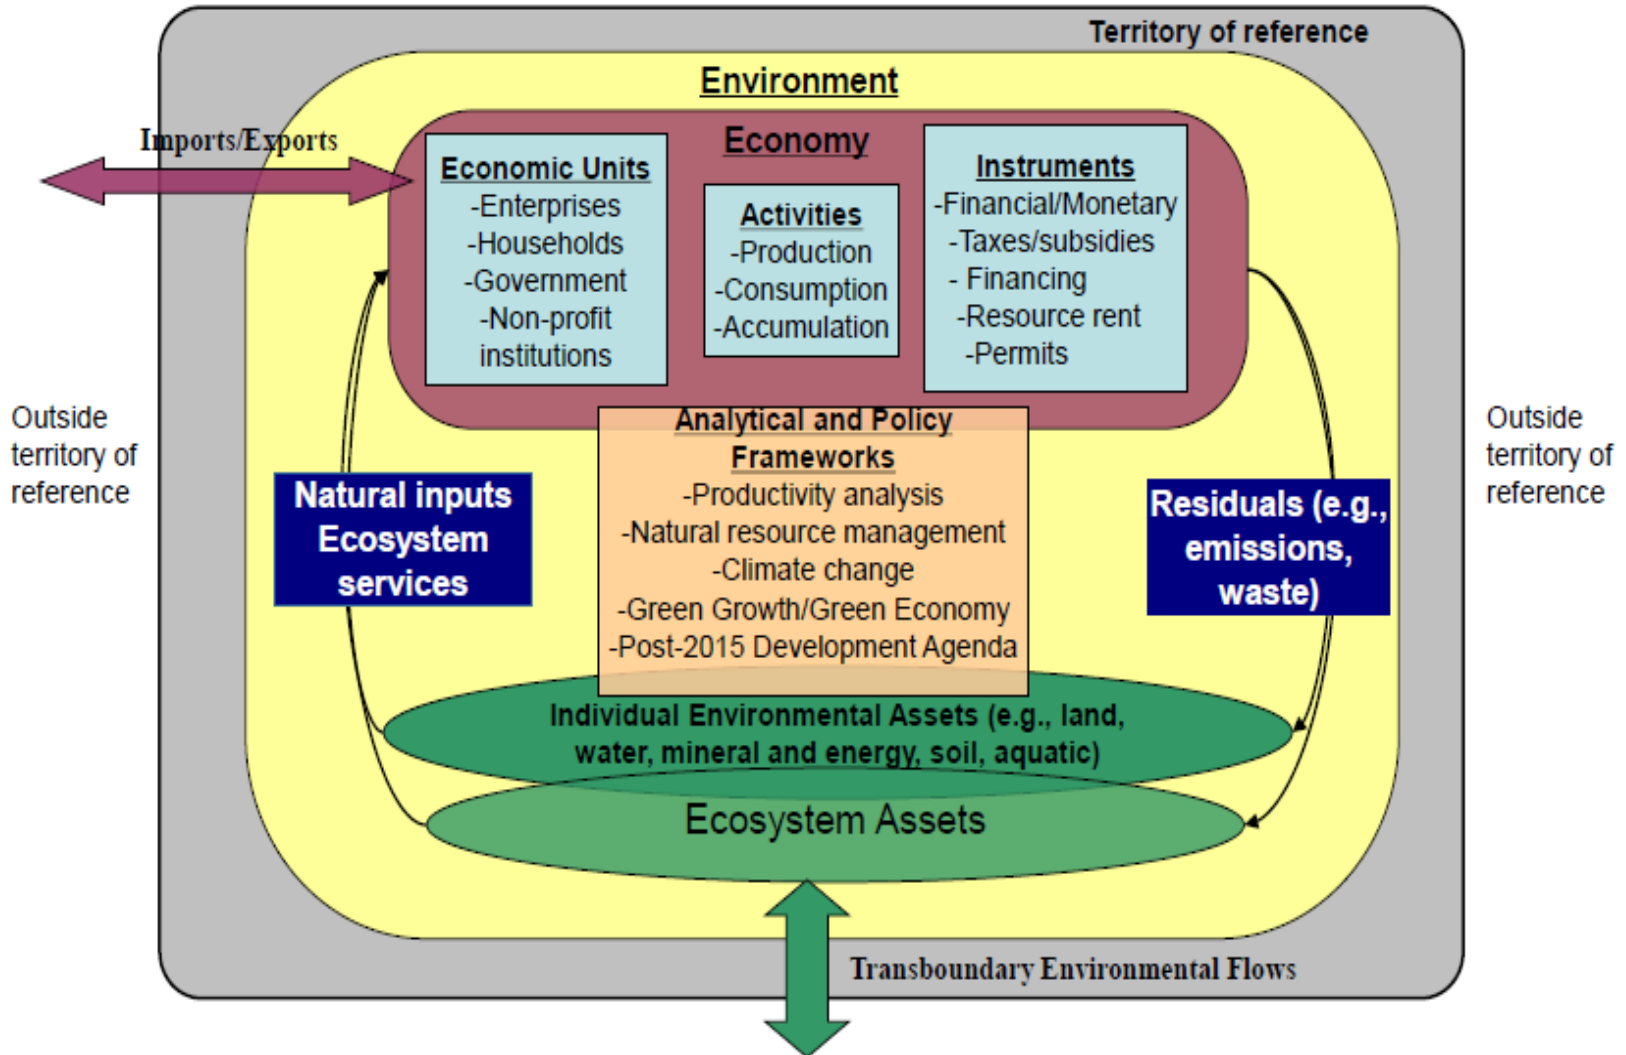 Territory of reference
Environment
Imports/Exports
Economy
Economic Units
-Enterprises
-Households
-Government
-Non-profit
institutions
Activities
-Production
-Consumption
-Accumulation
Instruments
-Financial/Monetary
-Taxes/subsidies
- Financing
-Resource rent
-Permits
Outside
territory of
reference
Natural inputs
Ecosystem
services
Analytical and Policy
Frameworks
-Productivity analysis
-Natural resource management
-Climate change
-Green Growth/Green Economy
-Post-2015 Development Agenda
Residuals (e.g.,
emissions,
waste)
Outside
territory of
reference
Individual Environmental Assets (e.g., land,
water, mineral and energy, soil, aquatic)
Ecosystem Assets
Transboundary Environmental Flows